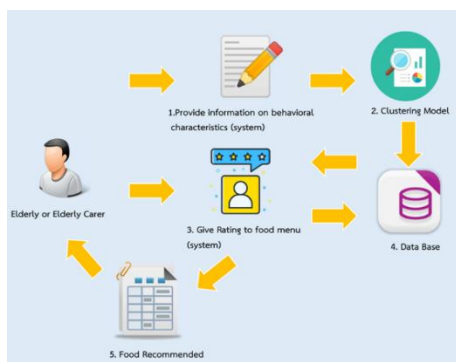 1.Provide information on behavioral
characteristics (system)
2. Clustering Model
Elderly or Elderly Carer
3. Give Rating to food menu
(system)
4. Data Base
5. Food Recommended